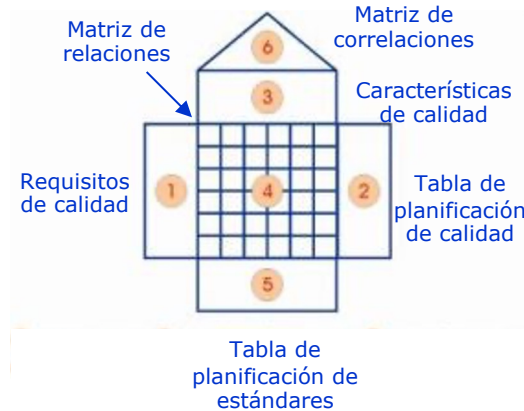 Matriz de
relaciones
Matriz de
correlaciones
6
3
Características
de calidad
Requisitos
de calidad
1
4
2
Tabla de
planificación
de calidad
5
Tabla de
planificación de
estándares